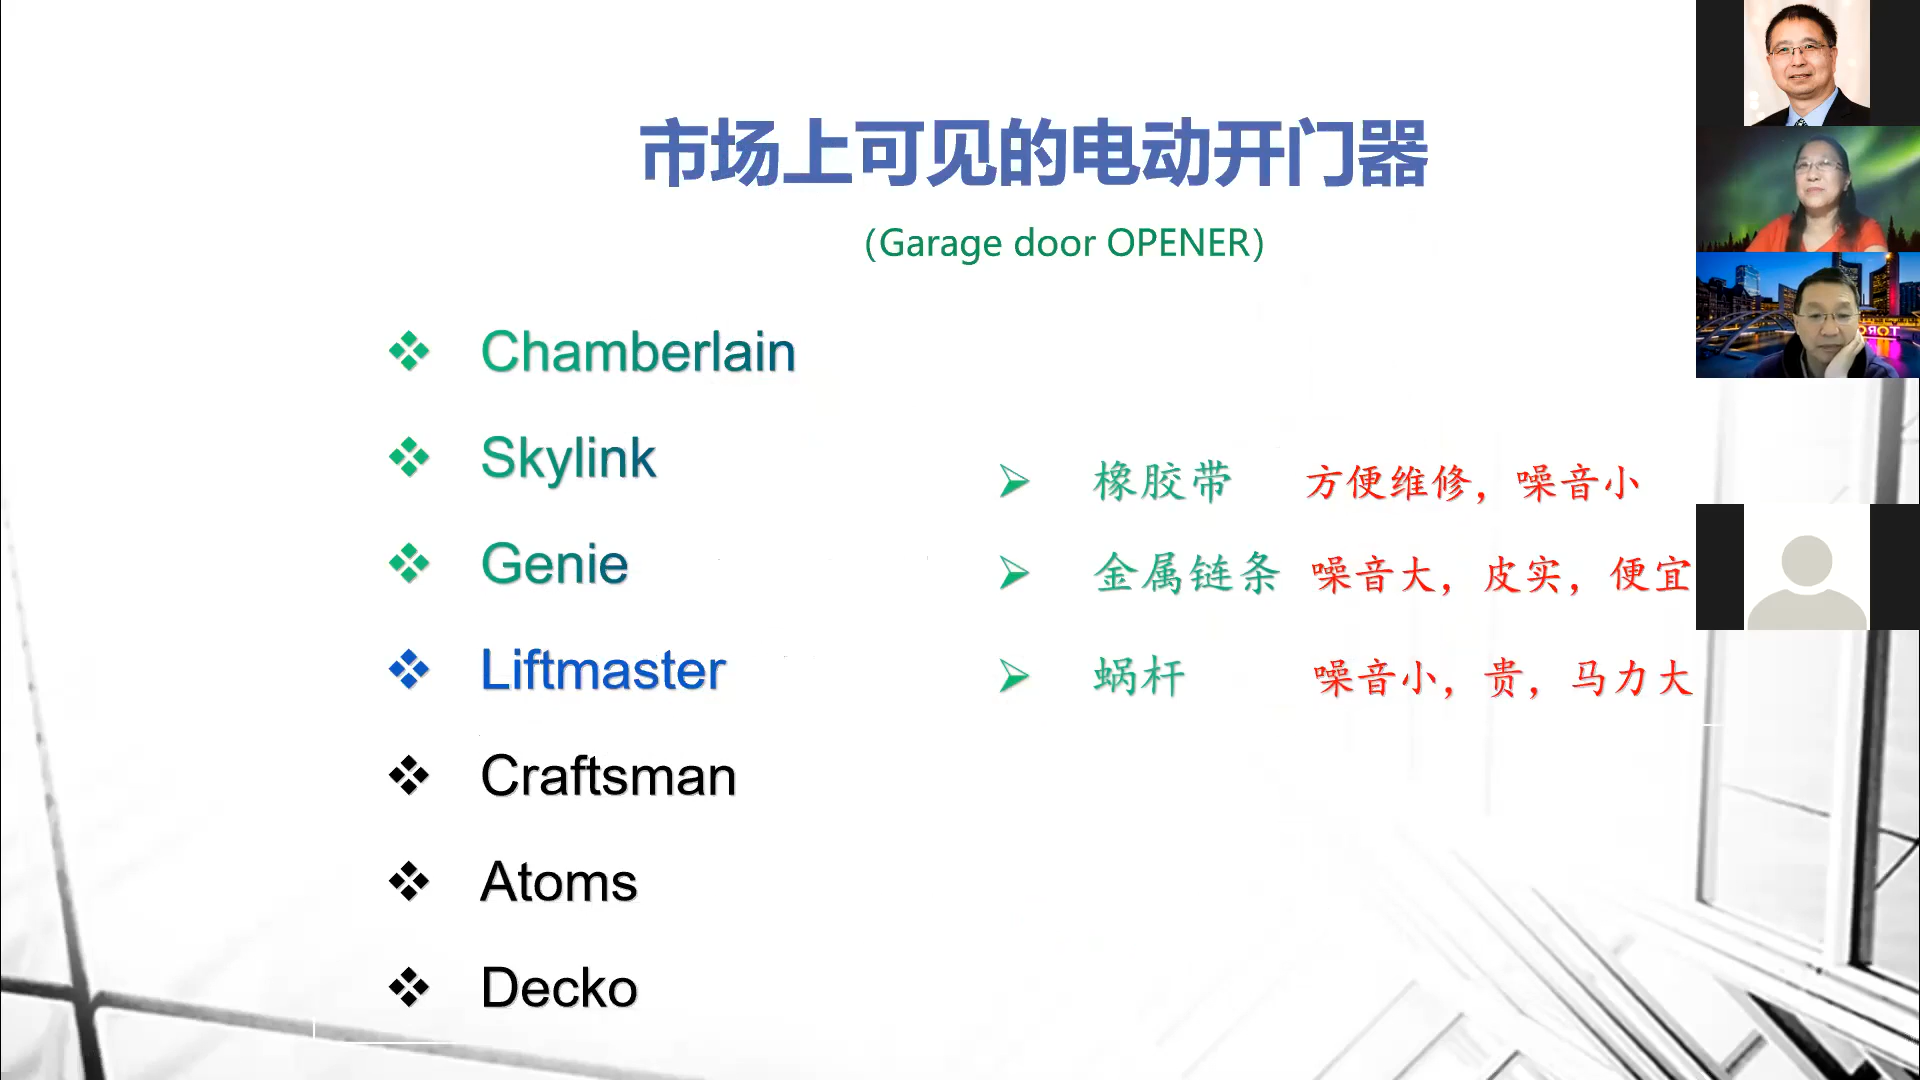 市场上可见的电动开门器
（Garage door OPENER）
Chamberlain
Skylink
Genie
Liftmaster
Craftsman
Atoms
Decko
橡胶带 方便维修，噪音小
金属链条 噪音大，皮实，便宜
蜗杆 噪音小，贵，马力大
TORO